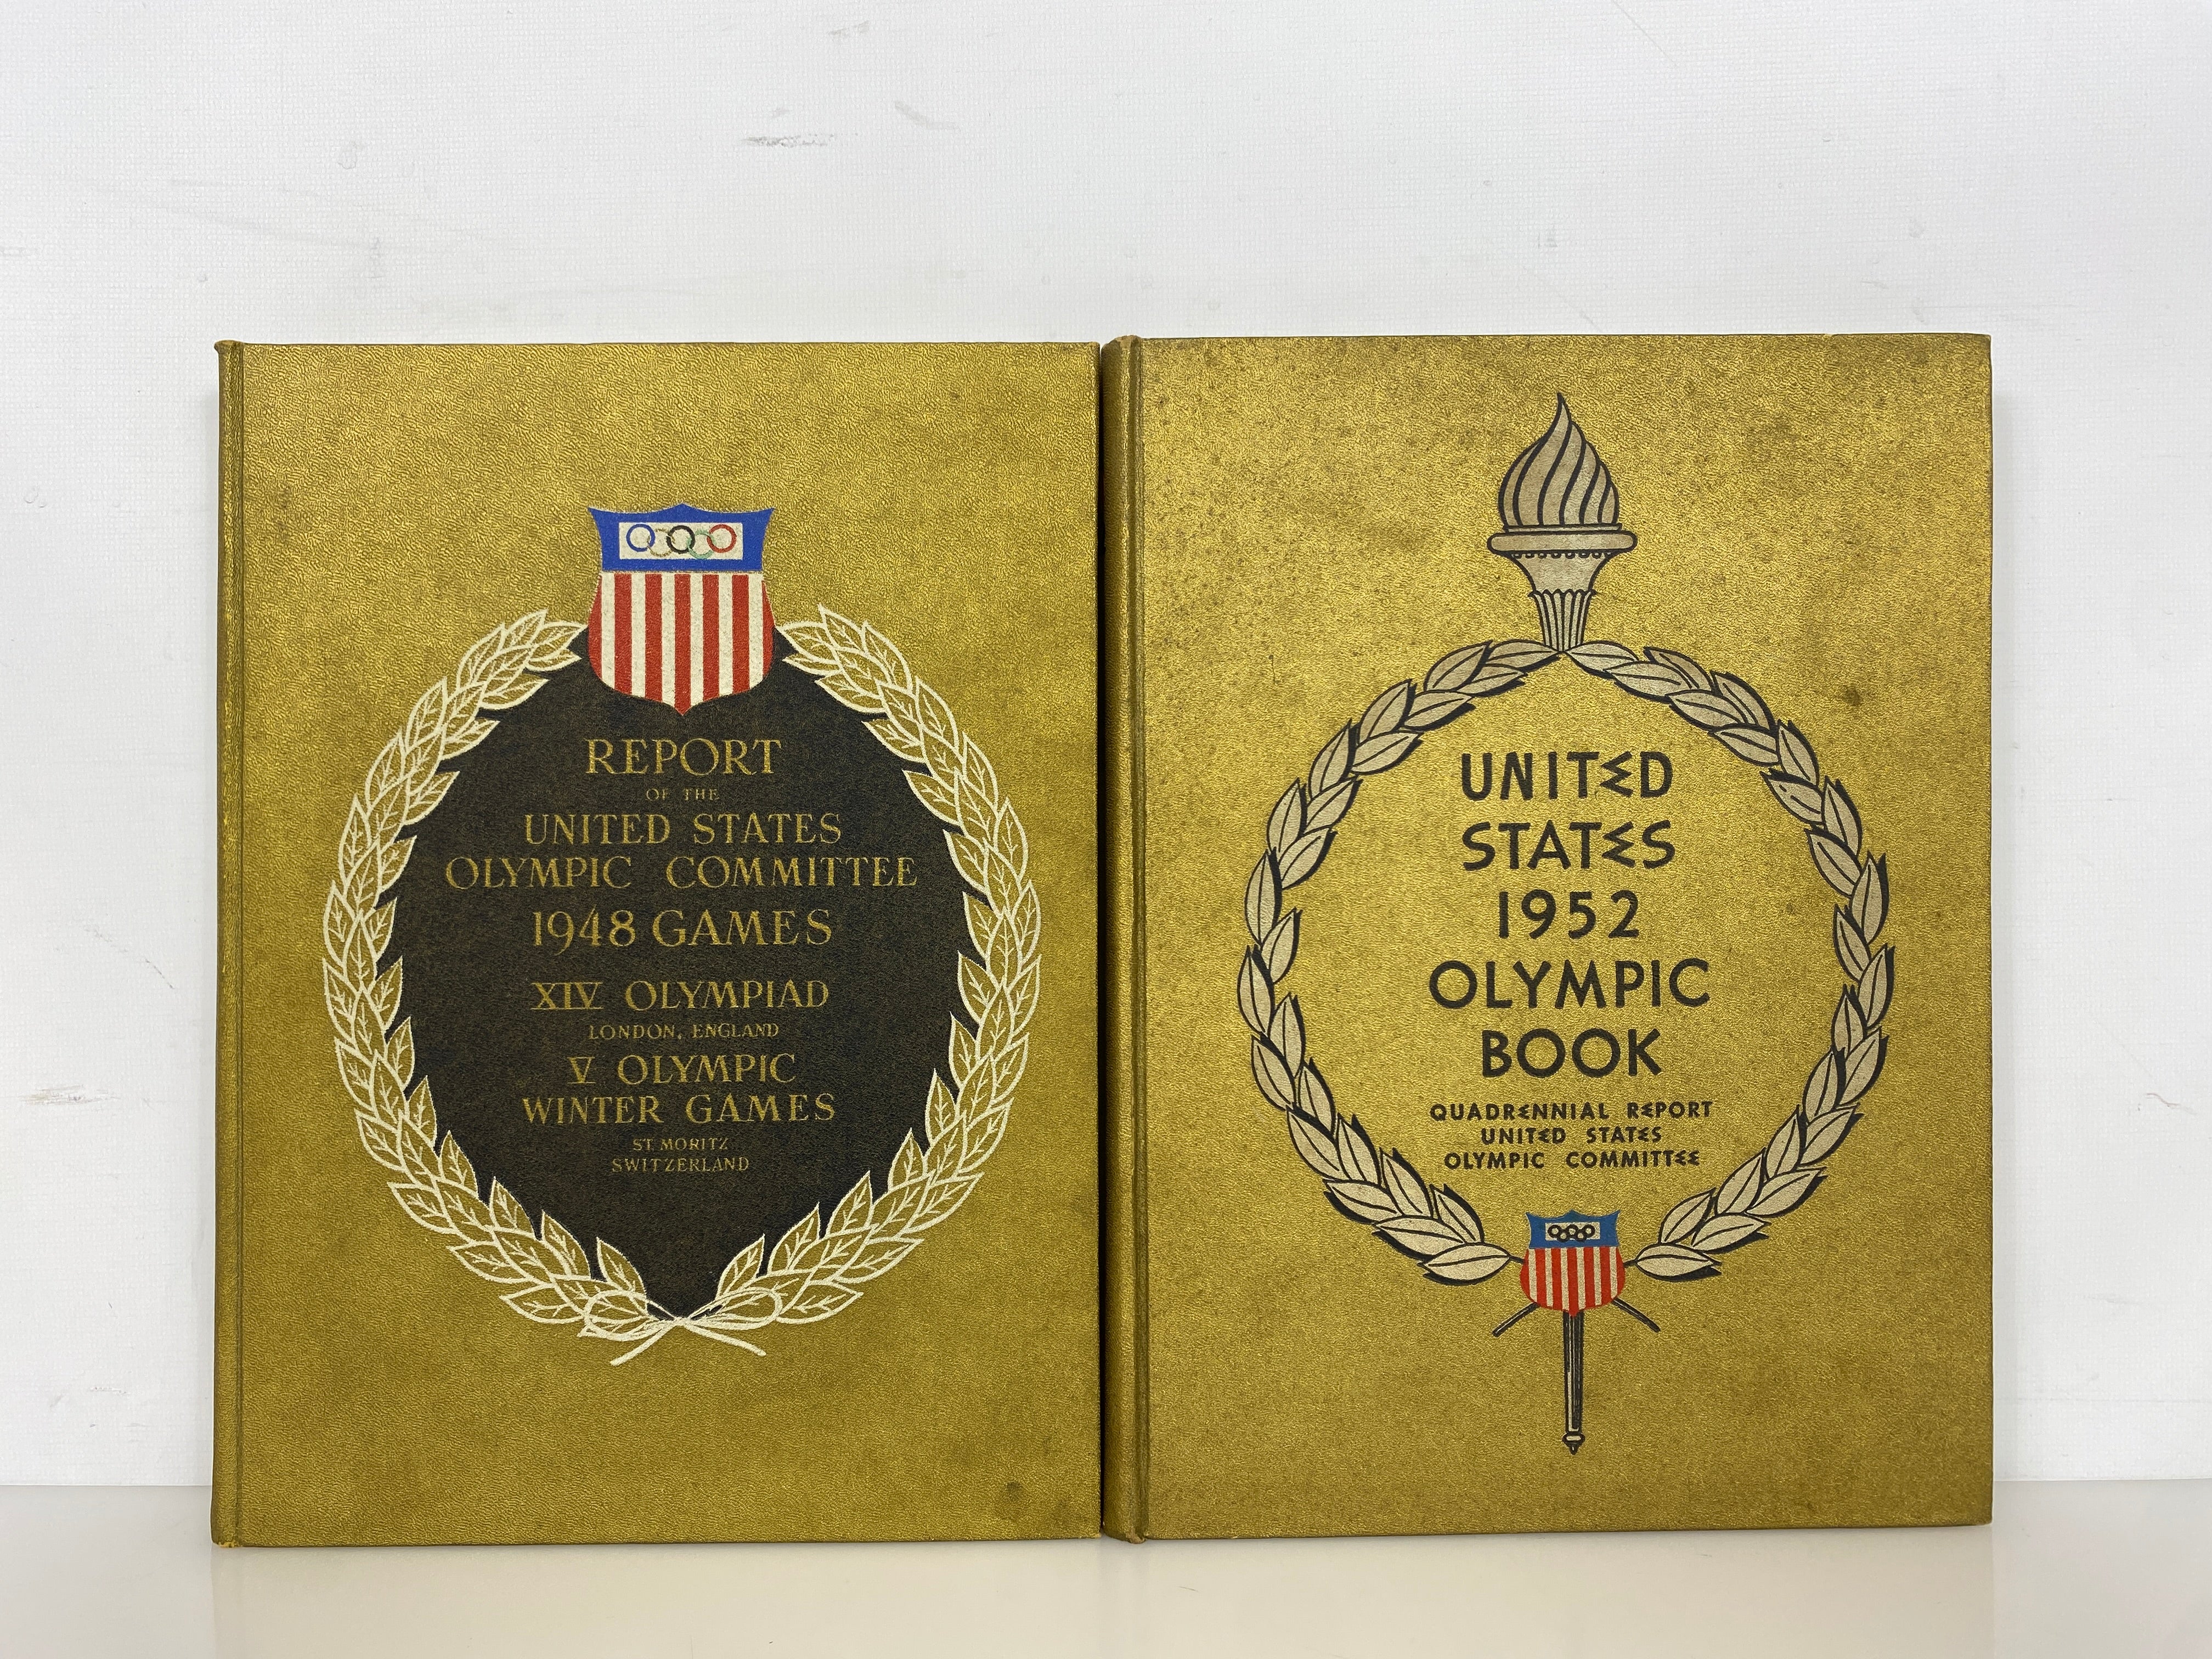 REPORT
OF THE
UNITED STATES
OLYMPIC COMMITTEE
1948 GAMES
XIV OLYMPIAD
LONDON, ENGLAND
V OLYMPIC
WINTER GAMES
ST. MORITZ
SWITZERLAND
UNITED
STATES
1952
OLYMPIC
BOOK
QUADRENNIAL REPORT
UNITED STATES
OLYMPIC COMMITTEE